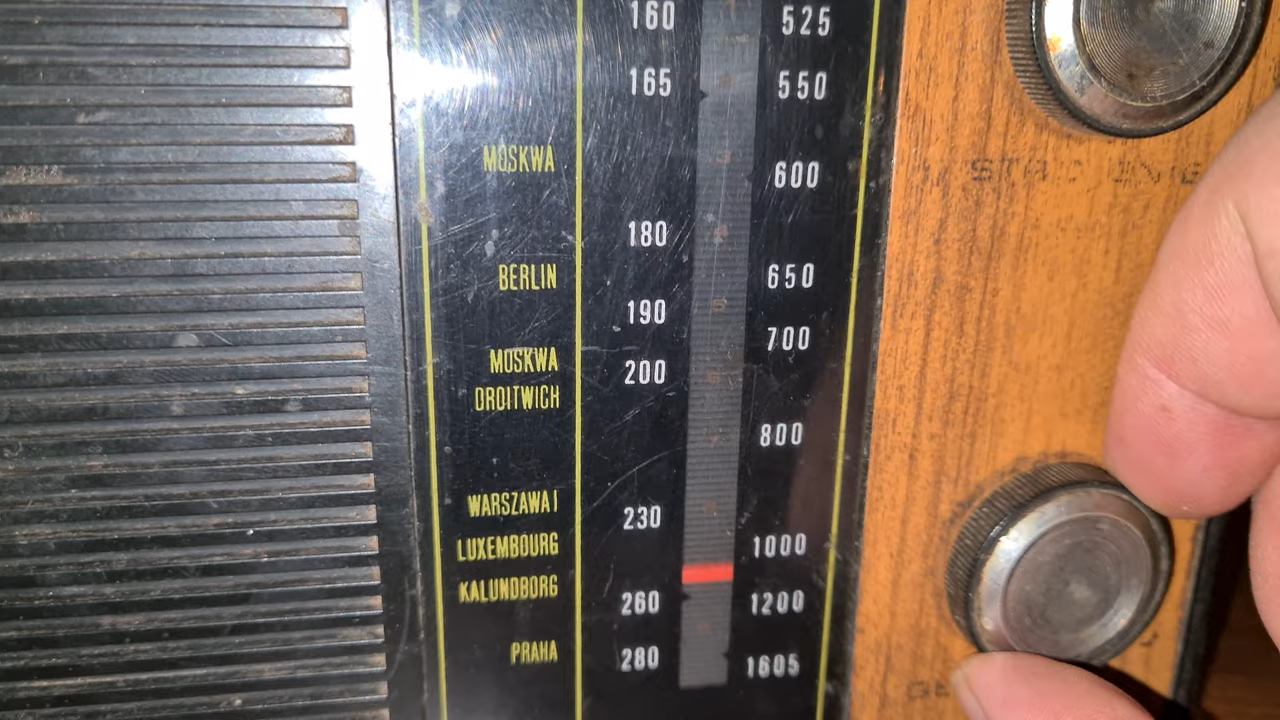 160 525
165 550
MOSKWA
600
180
BERLIN 650
190
700
MOSKWA 200
DROITWICH
800
WARSZAWA I 230
LUXEMBOURG 1000
KALUNDBORG 260 1200
PRAHA 280 1605